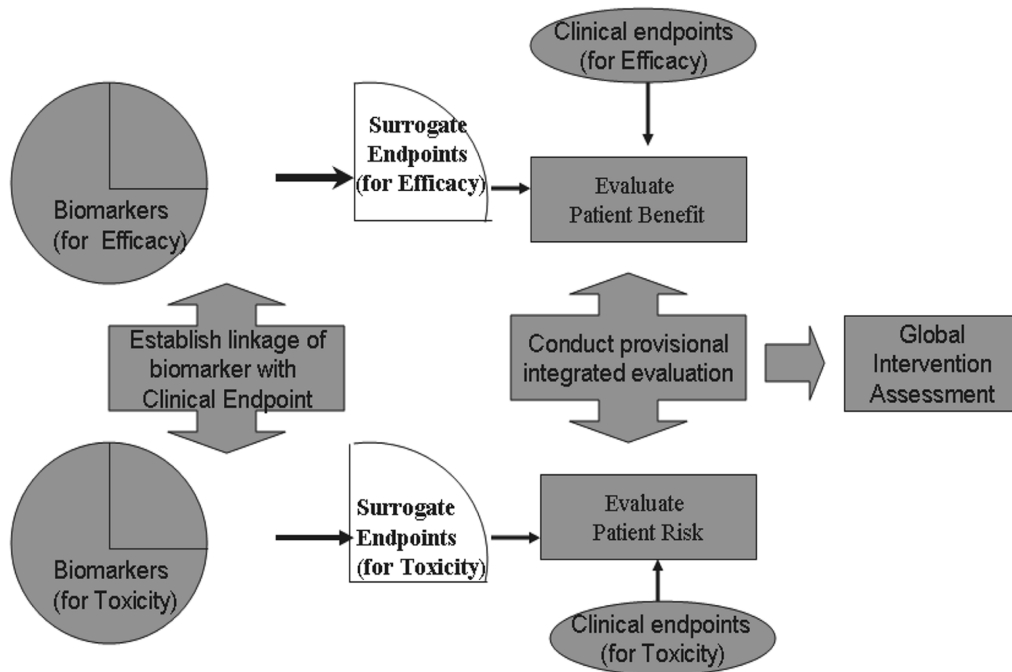 Clinical endpoints
(for Efficacy)
Surrogate
Endpoints
(for Efficacy)
Evaluate
Patient Benefit
Biomarkers
(for Efficacy)
Establish linkage of
biomarker with
Clinical Endpoint
Conduct provisional
integrated evaluation
Global
Intervention
Assessment
Surrogate
Endpoints
(for Toxicity)
Evaluate
Patient Risk
Biomarkers
(for Toxicity)
Clinical endpoints
(for Toxicity)